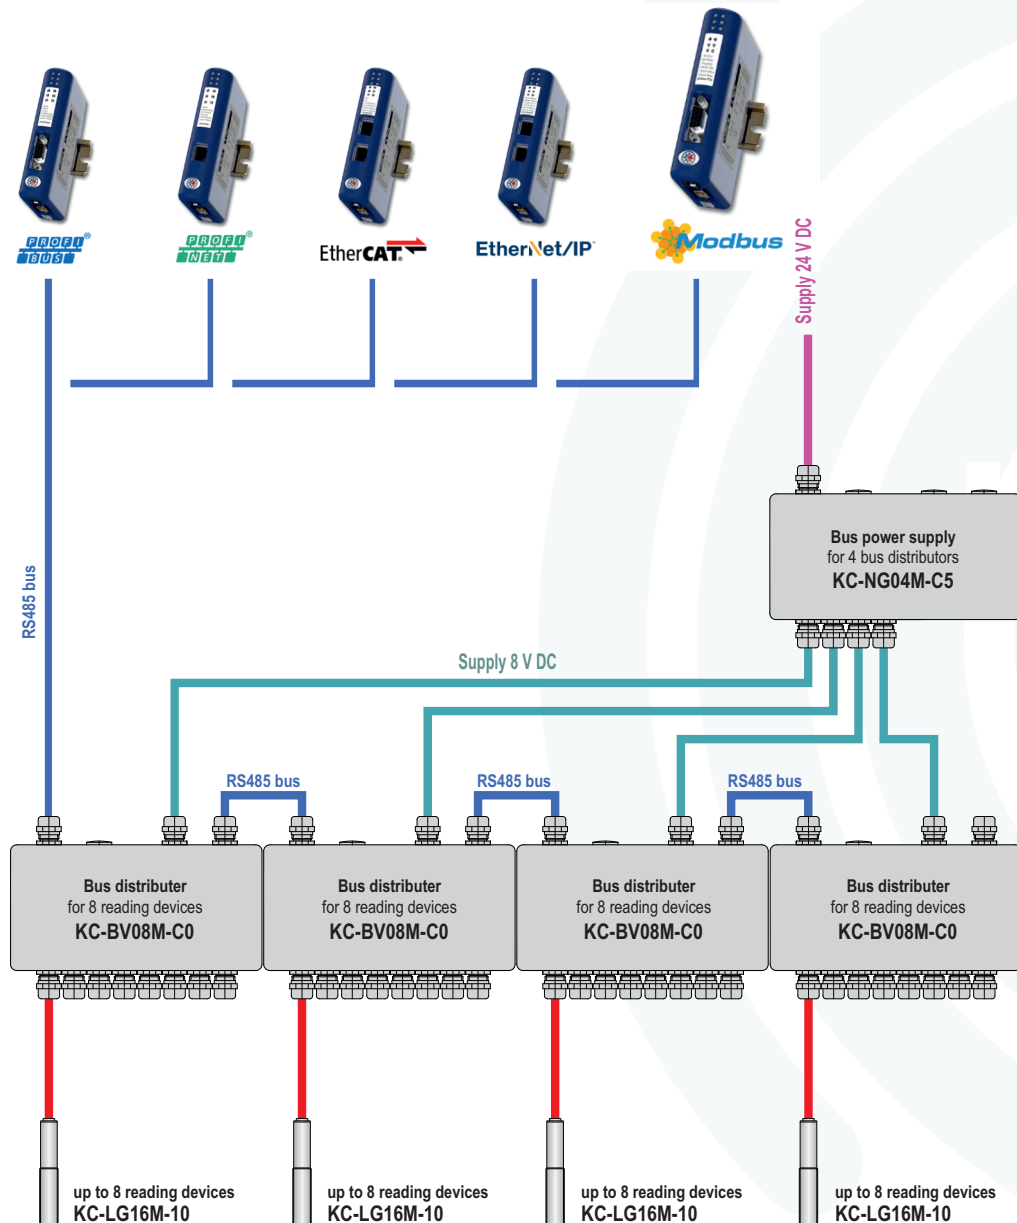 PROFI
BUS®
PROFI
NET®
EtherCAT®
EtherNet/IP™
Modbus
Supply 24 V DC
Bus power supply
for 4 bus distributors
KC-NG04M-C5
RS485 bus
Supply 8 V DC
RS485 bus
RS485 bus
RS485 bus
Bus distributer
for 8 reading devices
KC-BV08M-C0
Bus distributer
for 8 reading devices
KC-BV08M-C0
Bus distributer
for 8 reading devices
KC-BV08M-C0
Bus distributer
for 8 reading devices
KC-BV08M-C0
up to 8 reading devices
KC-LG16M-10
up to 8 reading devices
KC-LG16M-10
up to 8 reading devices
KC-LG16M-10
up to 8 reading devices
KC-LG16M-10